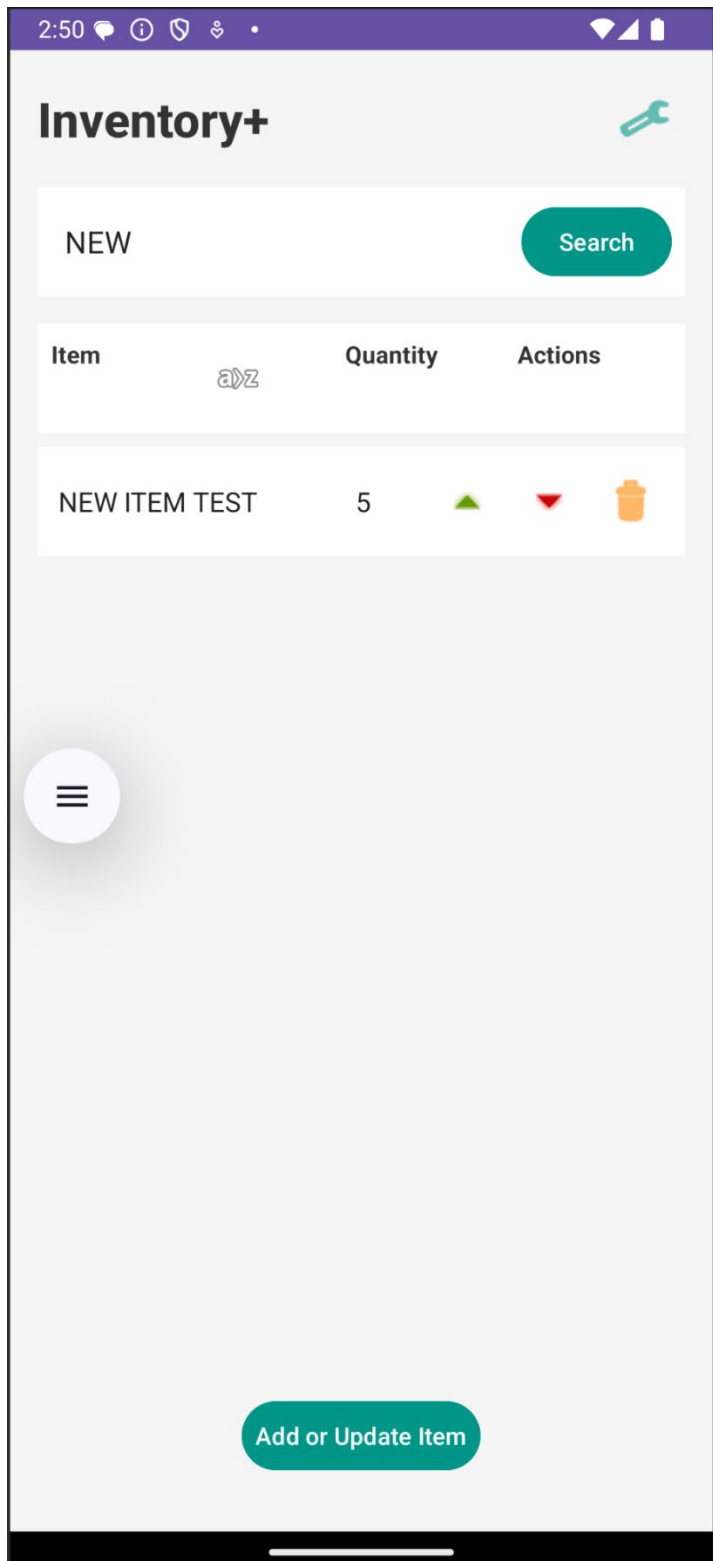 2:50
Inventory+
NEW Search
Item a>z Quantity Actions
NEW ITEM TEST 5
Add or Update Item